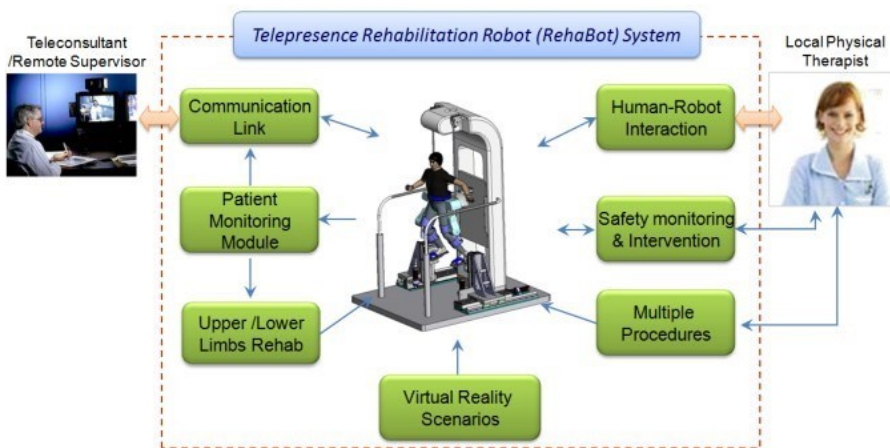 Telepresence Rehabilitation Robot (RehaBot) System
Teleconsultant
/Remote Supervisor
Local Physical
Therapist
Communication
Link
Human-Robot
Interaction
Patient
Monitoring
Module
Safety monitoring
& Intervention
Upper /Lower
Limbs Rehab
Multiple
Procedures
Virtual Reality
Scenarios